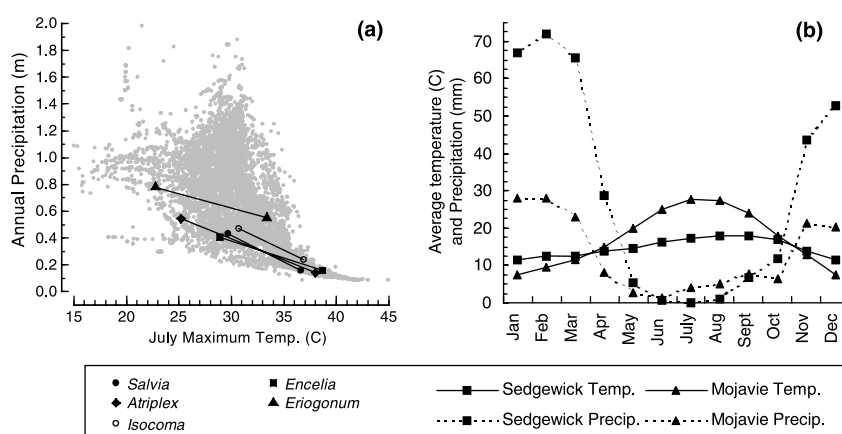 (a)
(b)
Annual Precipitation (m)
2.0
1.8
1.6
1.4
1.2
1.0
0.8
0.6
0.4
0.2
0.0
15 20 25 30 35 40 45
July Maximum Temp. (C)
Average temperature (C)
and Precipitation (mm)
70
60
50
40
30
20
10
0
Jan
Feb
Mar
Apr
May
Jun
July
Aug
Sept
Oct
Nov
Dec
Salvia
Encelia
Atriplex
Eriogonum
Isocoma
Sedgewick Temp.
Mojavie Temp.
Sedgewick Precip.
Mojavie Precip.